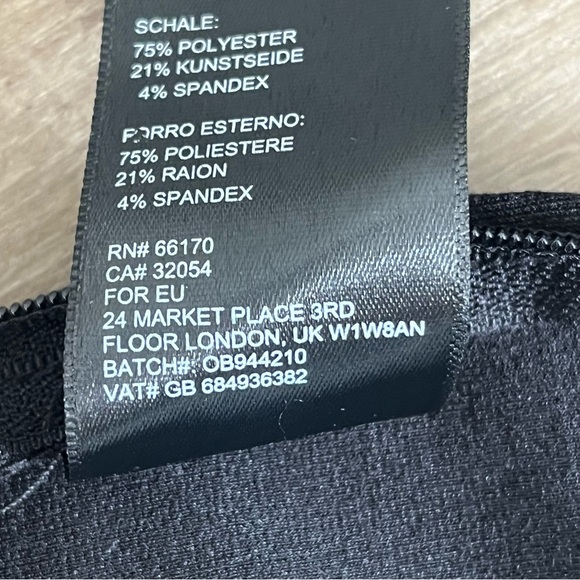 SCHALE:
75% POLYESTER
21% KUNSTSEIDE
4% SPANDEX
FORRO ESTERNO:
75% POLIESTERE
21% RAION
4% SPANDEX
RN# 66170
CA# 32054
FOR EU
24 MARKET PLACE 3RD
FLOOR LONDON, UK W1W8AN
BATCH#: OB944210
VAT# GB 684936382